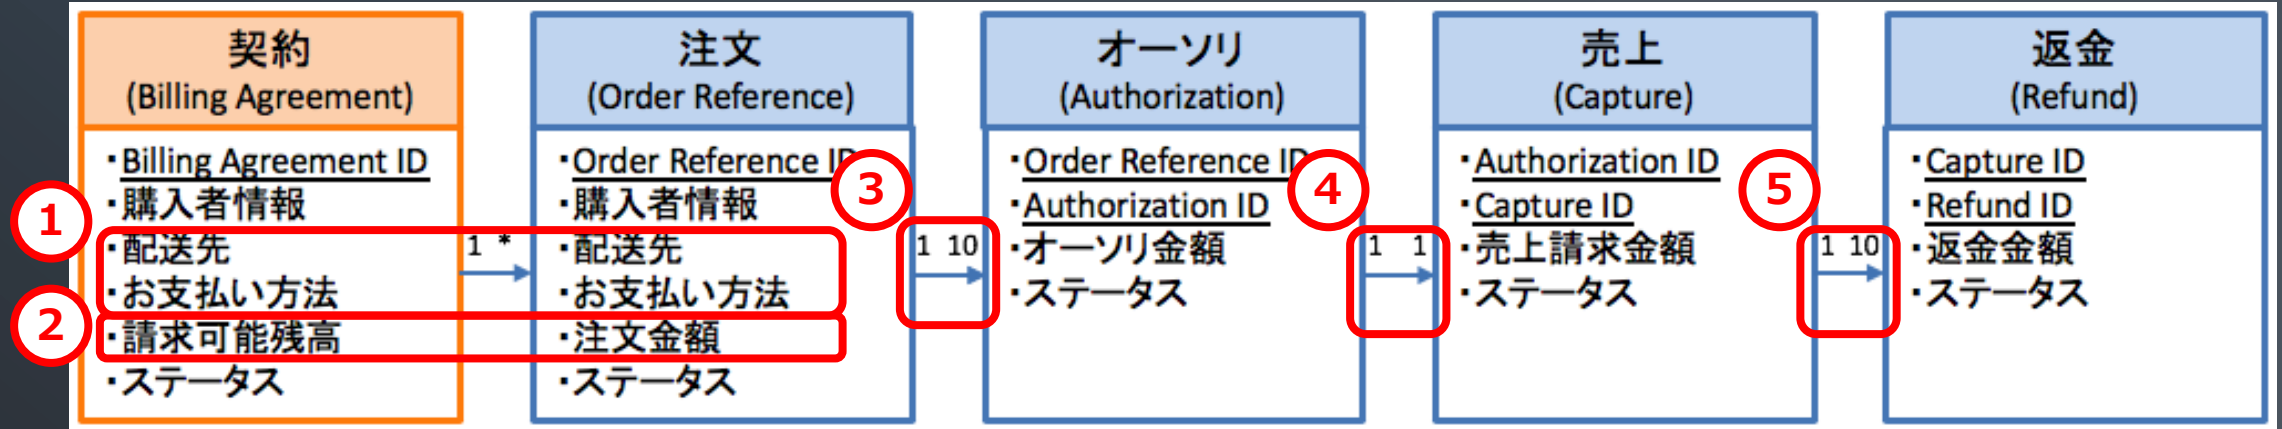 契約
(Billing Agreement)
・Billing Agreement ID
・購入者情報
・配送先
・お支払い方法
・請求可能残高
・ステータス
①
②
1 *
注文
(Order Reference)
・Order Reference ID
・購入者情報
・配送先
・お支払い方法
・注文金額
・ステータス
③
1 10
オーソリ
(Authorization)
・Order Reference ID
・Authorization ID
・オーソリ金額
・ステータス
④
1 1
売上
(Capture)
・Authorization ID
・Capture ID
・売上請求金額
・ステータス
⑤
1 10
返金
(Refund)
・Capture ID
・Refund ID
・返金金額
・ステータス